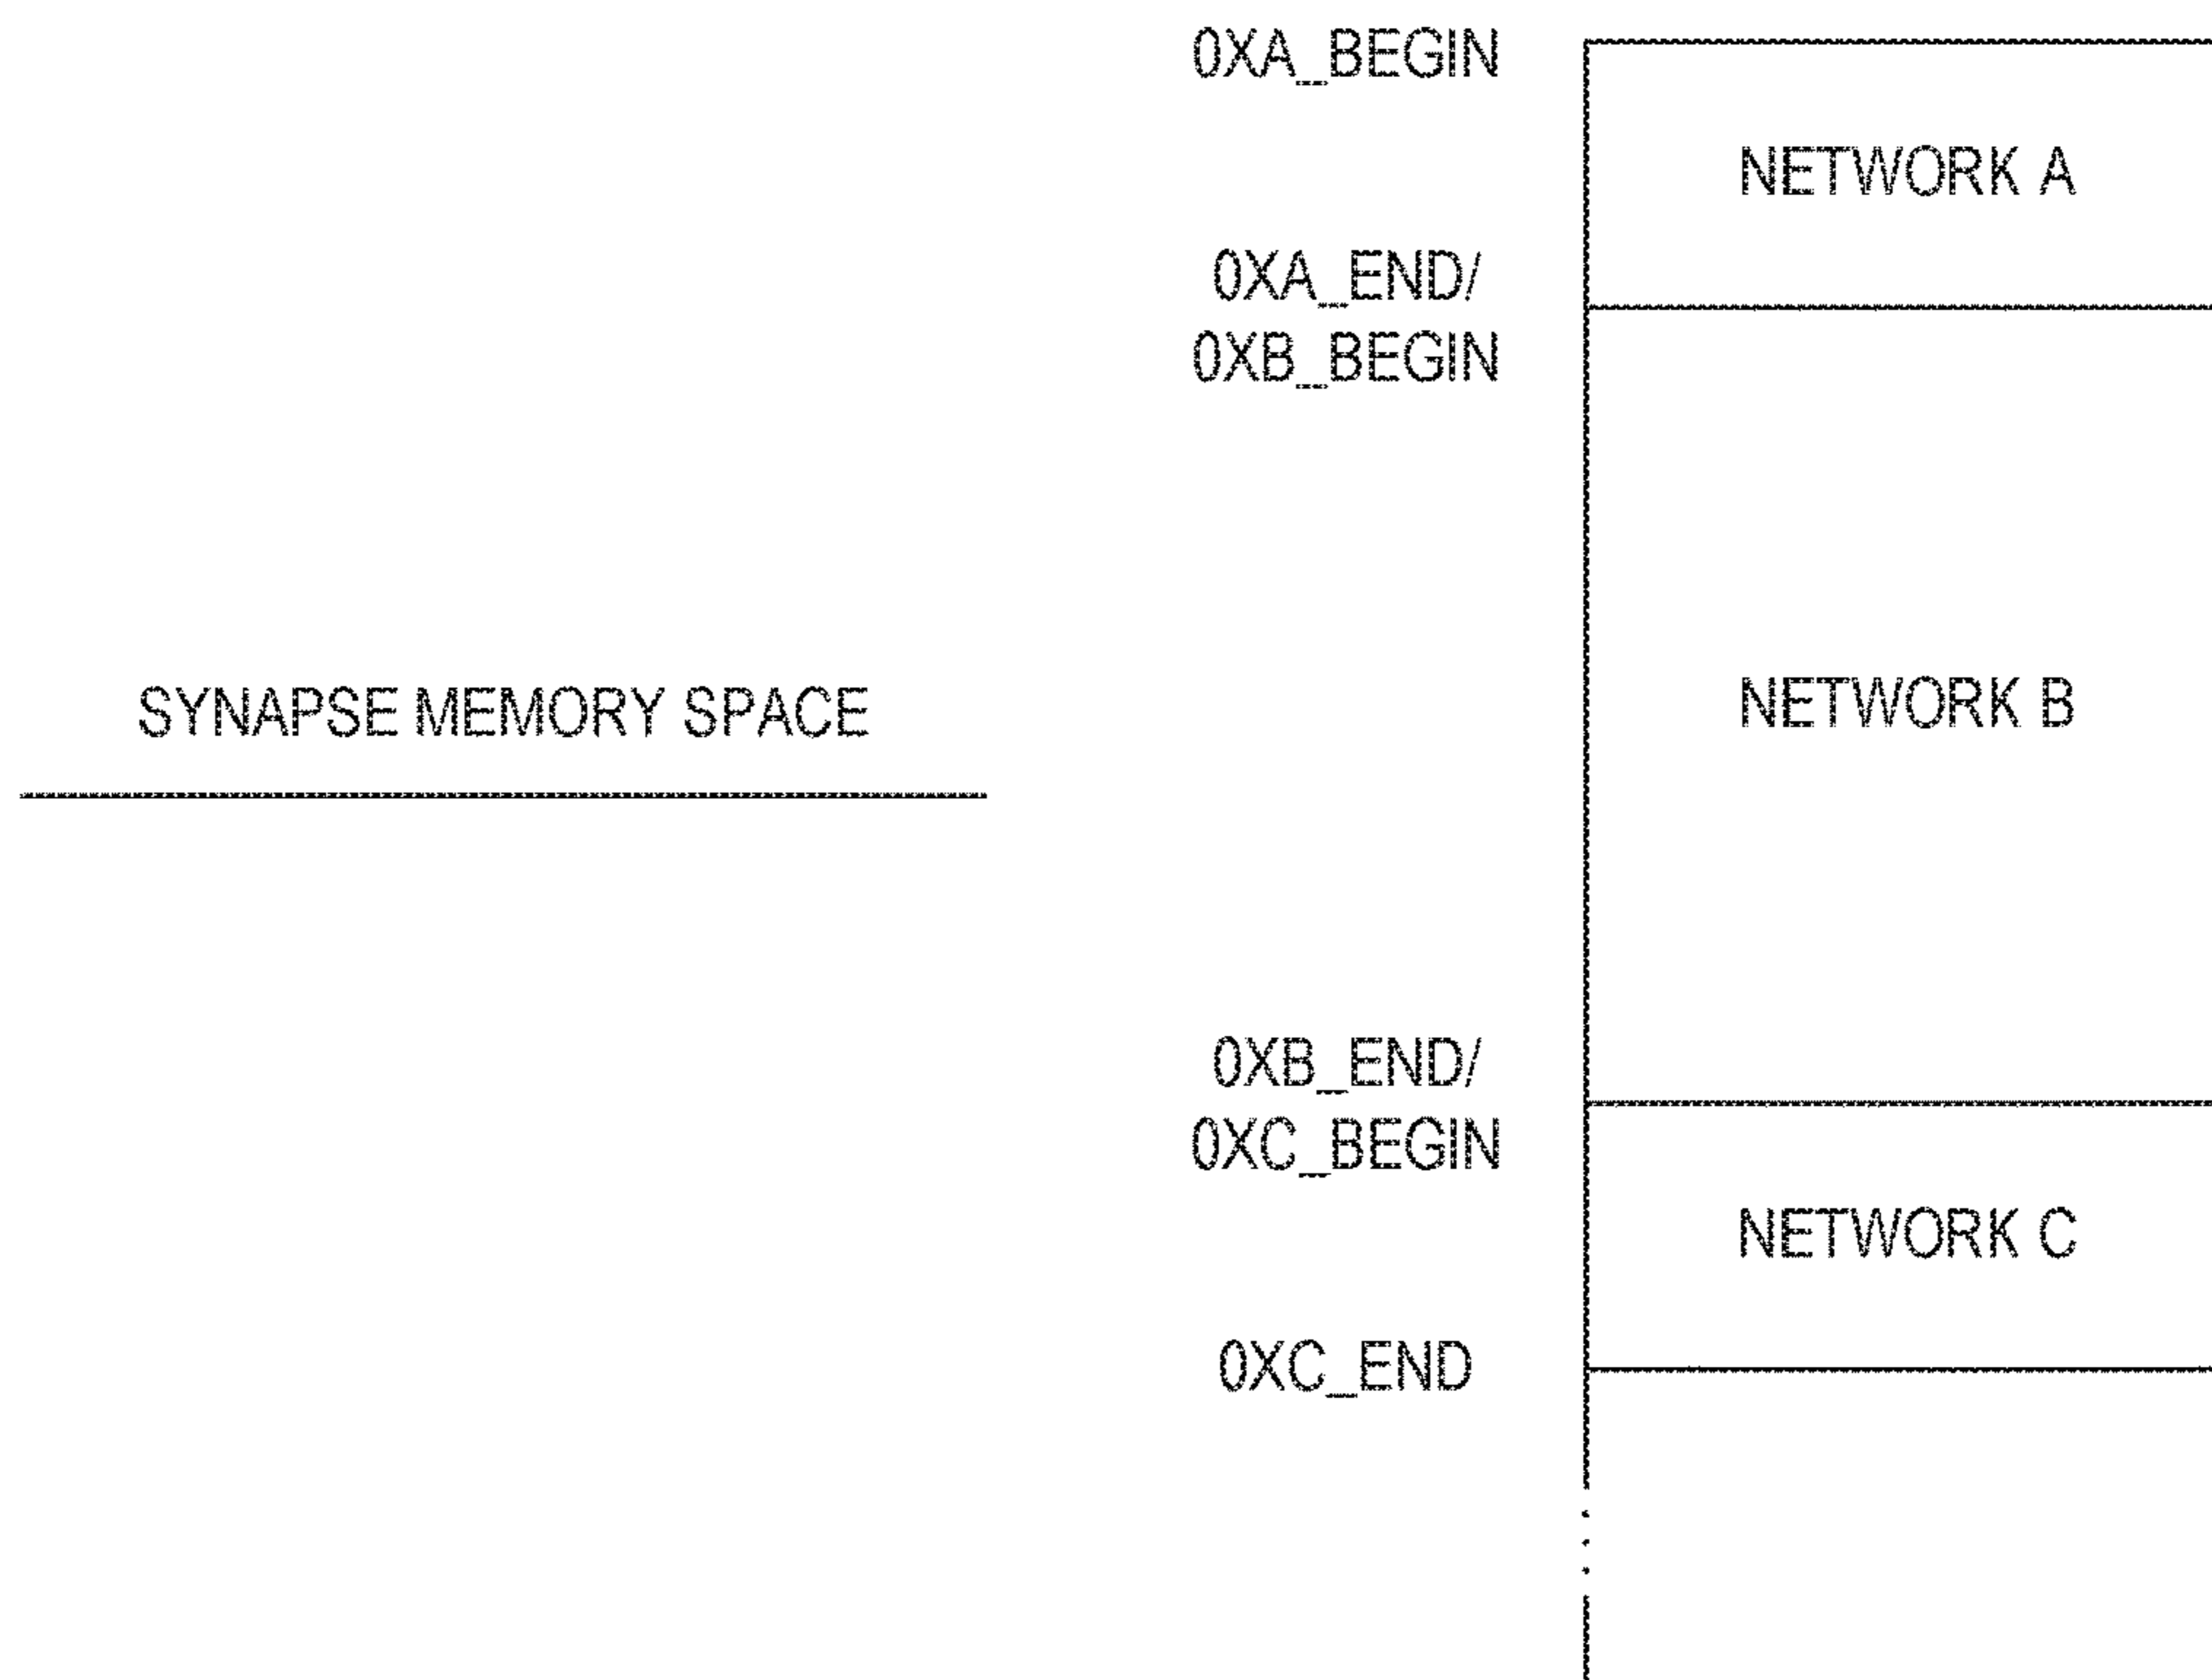 0XA_BEGIN
NETWORK A
0XA_END/
0XB_BEGIN
SYNAPSE MEMORY SPACE
NETWORK B
0XB_END/
0XC_BEGIN
NETWORK C
0XC_END